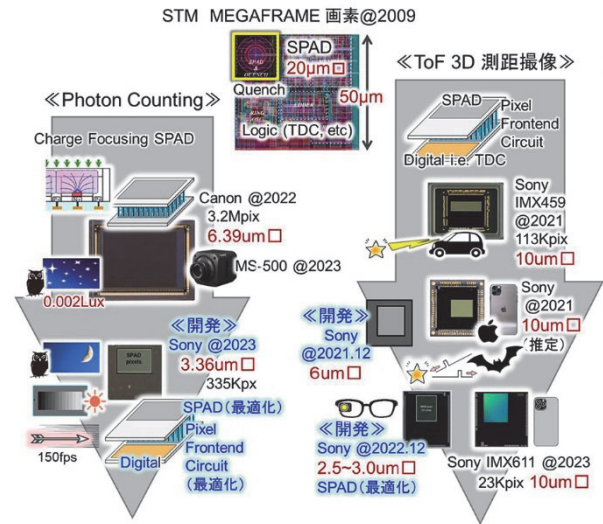 STM MEGAFRAME 画素@2009
SPAD
20μm□
Quench
50μm
Logic (TDC, etc)
≪Photon Counting≫
Charge Focusing SPAD
Canon @2022
3.2Mpix
6.39um□
MS-500 @2023
0.002Lux
≪開発≫
Sony @2023
3.36um□
335Kpx
SPAD
pixels
SPAD(最適化)
Pixel
Frontend
Circuit
(最適化)
Digital
150fps
≪ToF 3D 測距撮像≫
SPAD
Pixel
Frontend
Circuit
Digital i.e. TDC
Sony
IMX459
@2021
113Kpix
10um□
Sony
@2021
10um□
(推定)
≪開発≫
Sony
@2021.12
6um□
≪開発≫
Sony @2022.12
2.5~3.0um□
SPAD(最適化)
Sony IMX611 @2023
23Kpix 10um□